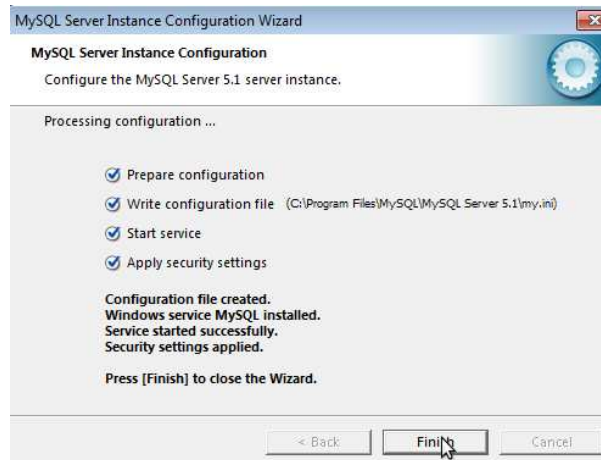 MySQL Server Instance Configuration Wizard
MySQL Server Instance Configuration
Configure the MySQL Server 5.1 server instance.
Processing configuration ...
Prepare configuration
Write configuration file (C:\Program Files\MySQL\MySQL Server 5.1\my.ini)
Start service
Apply security settings
Configuration file created.
Windows service MySQL installed.
Service started successfully.
Security settings applied.
Press [Finish] to close the Wizard.
< Back Finish Cancel